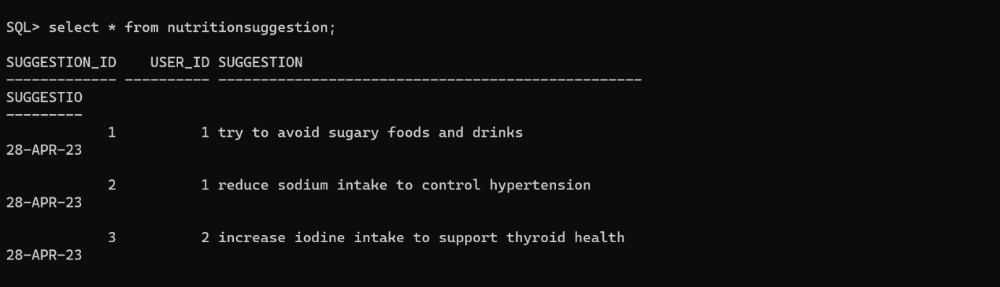 SQL> select * from nutritionsuggestion;
SUGGESTION_ID    USER_ID SUGGESTION
------------- ---------- --------------------------------------------------
SUGGESTIO
---------
            1          1 try to avoid sugary foods and drinks
28-APR-23
            2          1 reduce sodium intake to control hypertension
28-APR-23
            3          2 increase iodine intake to support thyroid health
28-APR-23